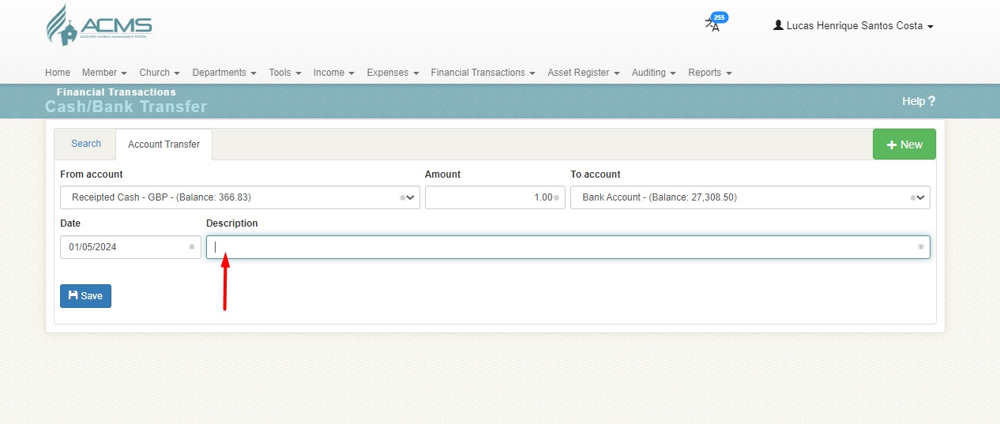 ACMS
ADVENTIST CHURCH MANAGEMENT SYSTEM
255
Lucas Henrique Santos Costa
Home Member Church Departments Tools Income Expenses Financial Transactions Asset Register Auditing Reports
Financial Transactions
Cash/Bank Transfer
Help ?
Search
Account Transfer
+ New
From account
Amount
To account
Receipted Cash - GBP - (Balance: 366.83)
1.00
Bank Account - (Balance: 27,308.50)
Date
Description
01/05/2024
Save